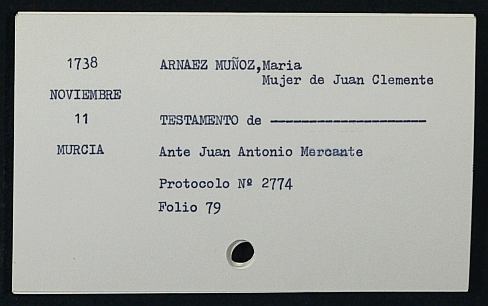 1738 ARNAEZ MUÑOZ, Maria
Mujer de Juan Clemente
NOVIEMBRE
11 TESTAMENTO de --------------------
MURCIA Ante Juan Antonio Mercante
Protocolo Nº 2774
Folio 79